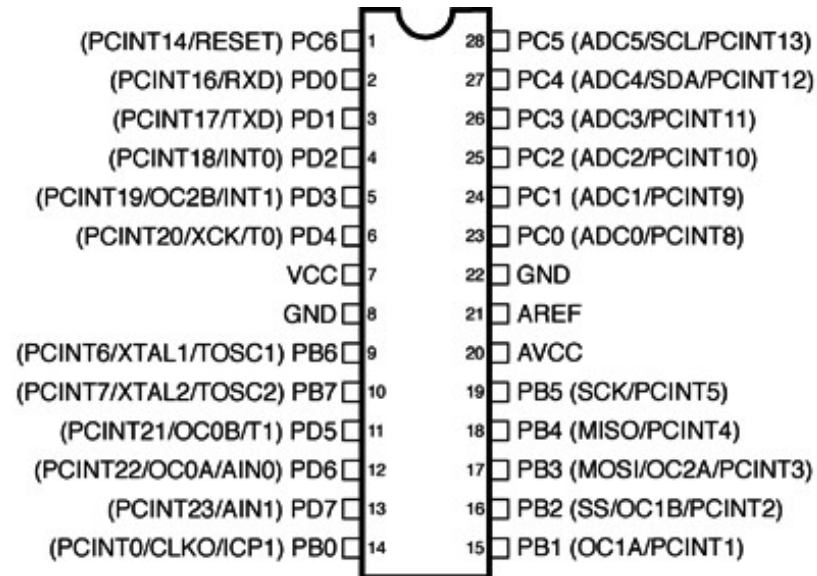 (PCINT14/RESET) PC6 1 28 PC5 (ADC5/SCL/PCINT13)
(PCINT16/RXD) PD0 2 27 PC4 (ADC4/SDA/PCINT12)
(PCINT17/TXD) PD1 3 26 PC3 (ADC3/PCINT11)
(PCINT18/INT0) PD2 4 25 PC2 (ADC2/PCINT10)
(PCINT19/OC2B/INT1) PD3 5 24 PC1 (ADC1/PCINT9)
(PCINT20/XCK/T0) PD4 6 23 PC0 (ADC0/PCINT8)
VCC 7 22 GND
GND 8 21 AREF
(PCINT6/XTAL1/TOSC1) PB6 9 20 AVCC
(PCINT7/XTAL2/TOSC2) PB7 10 19 PB5 (SCK/PCINT5)
(PCINT21/OC0B/T1) PD5 11 18 PB4 (MISO/PCINT4)
(PCINT22/OC0A/AIN0) PD6 12 17 PB3 (MOSI/OC2A/PCINT3)
(PCINT23/AIN1) PD7 13 16 PB2 (SS/OC1B/PCINT2)
(PCINT0/CLKO/ICP1) PB0 14 15 PB1 (OC1A/PCINT1)